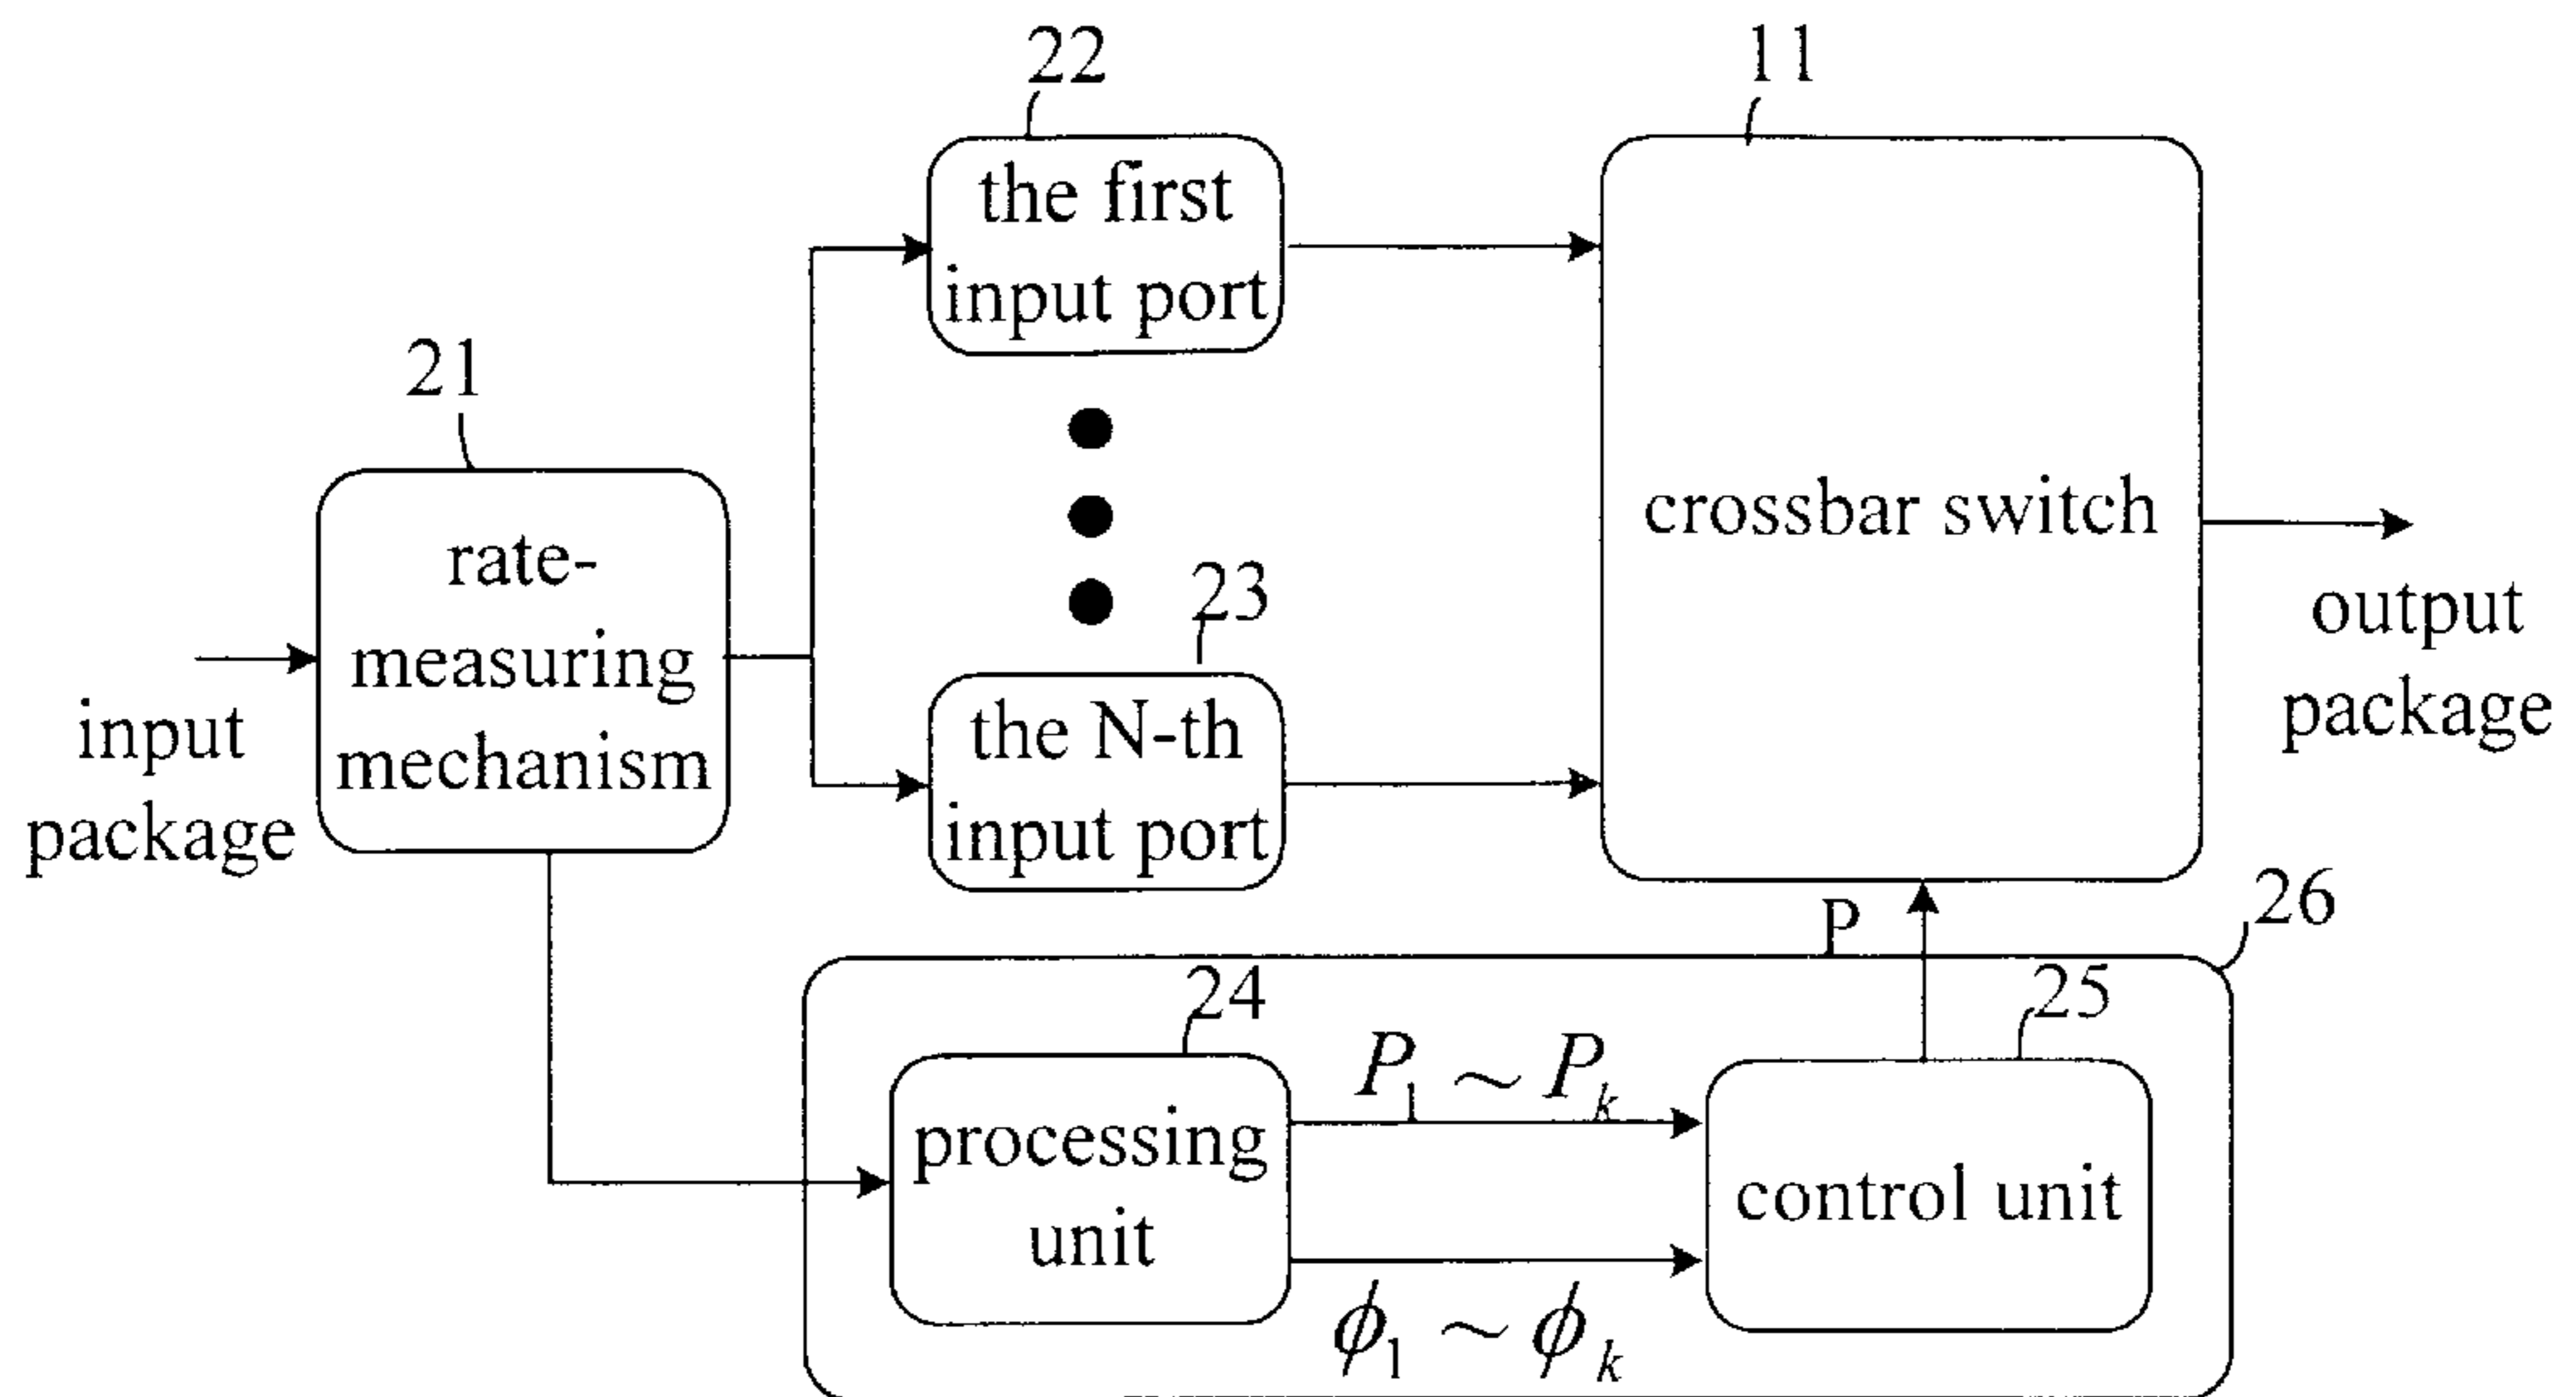 22
11
the first
input port
21
rate-
measuring
mechanism
input
package
23
the N-th
input port
crossbar switch
output
package
P
26
24
25
processing
unit
P₁ ~ Pₖ
ϕ₁ ~ ϕₖ
control unit